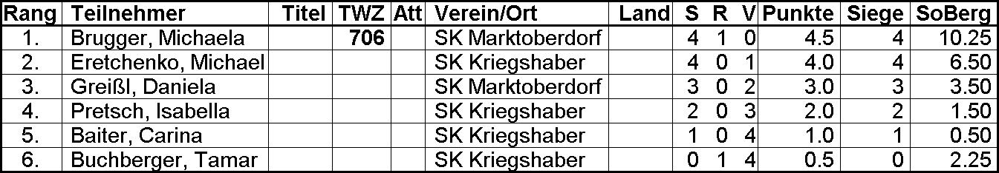 Rang Teilnehmer Titel TWZ Att Verein/Ort Land S R V Punkte Siege SoBerg
1. Brugger, Michaela 706 SK Marktoberdorf 4 1 0 4.5 4 10.25
2. Eretchenko, Michael SK Kriegshaber 4 0 1 4.0 4 6.50
3. Greißl, Daniela SK Marktoberdorf 3 0 2 3.0 3 3.50
4. Pretsch, Isabella SK Kriegshaber 2 0 3 2.0 2 1.50
5. Baiter, Carina SK Kriegshaber 1 0 4 1.0 1 0.50
6. Buchberger, Tamar SK Kriegshaber 0 1 4 0.5 0 2.25